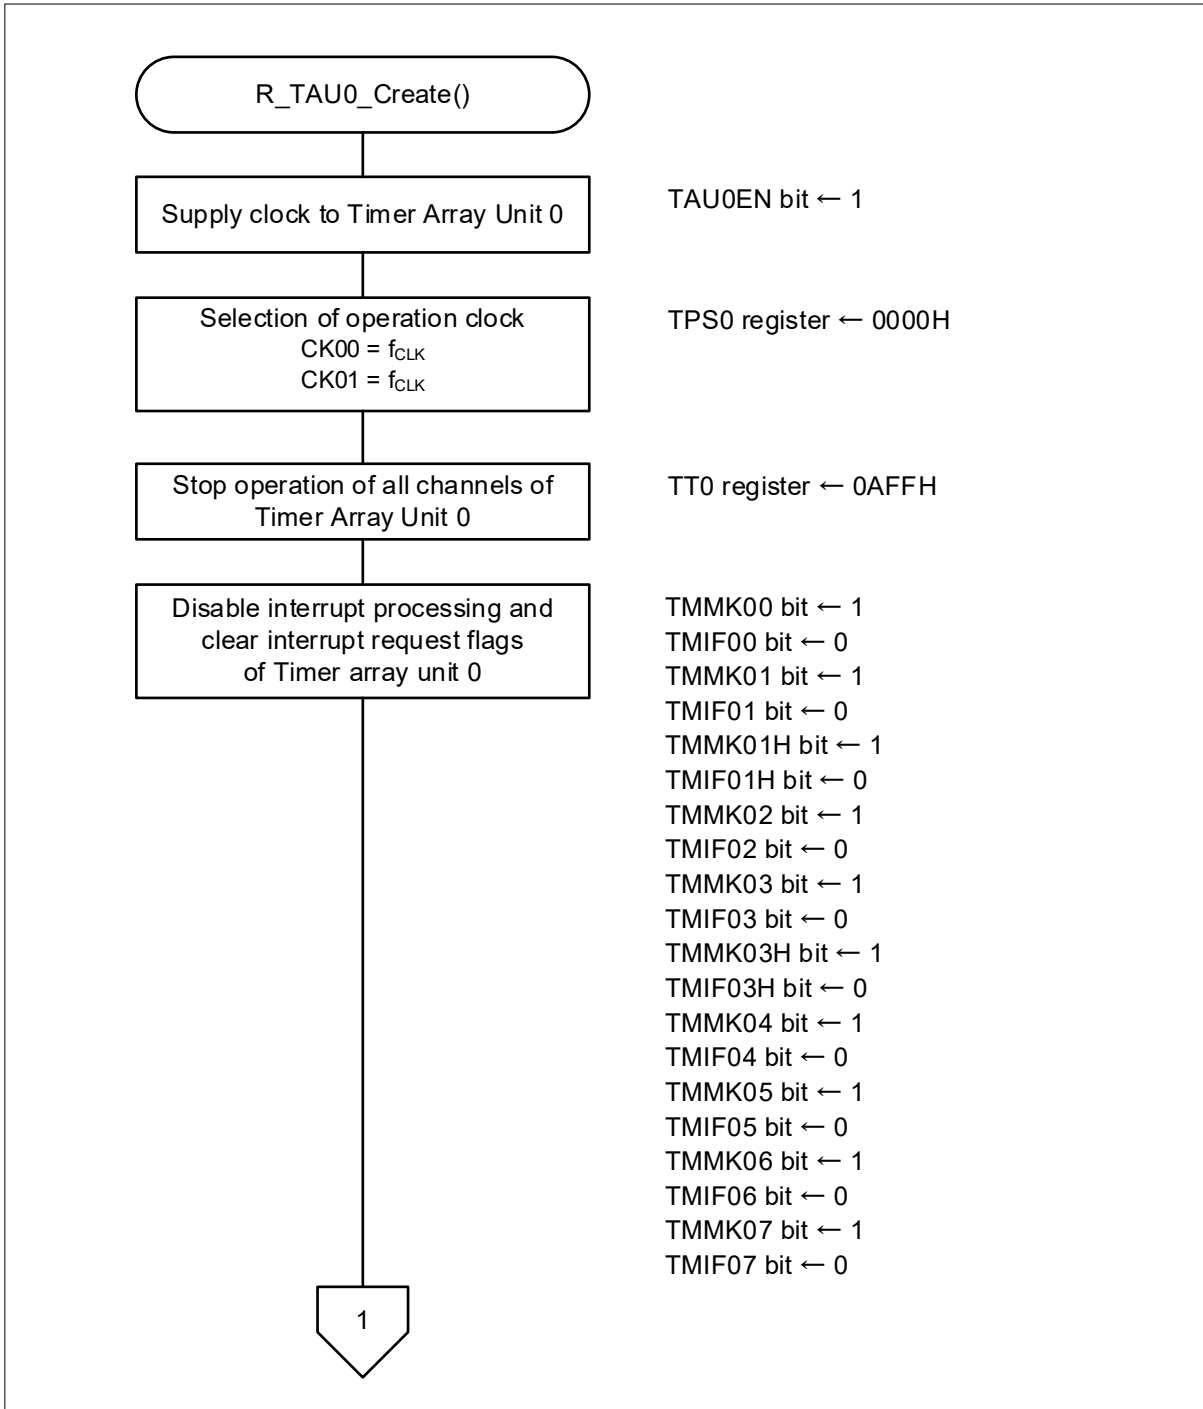 R_TAU0_Create()
Supply clock to Timer Array Unit 0
TAU0EN bit ← 1
Selection of operation clock
CK00 = fCLK
CK01 = fCLK
TPS0 register ← 0000H
Stop operation of all channels of
Timer Array Unit 0
TT0 register ← 0AFFH
Disable interrupt processing and
clear interrupt request flags
of Timer array unit 0
TMMK00 bit ← 1
TMIF00 bit ← 0
TMMK01 bit ← 1
TMIF01 bit ← 0
TMMK01H bit ← 1
TMIF01H bit ← 0
TMMK02 bit ← 1
TMIF02 bit ← 0
TMMK03 bit ← 1
TMIF03 bit ← 0
TMMK03H bit ← 1
TMIF03H bit ← 0
TMMK04 bit ← 1
TMIF04 bit ← 0
TMMK05 bit ← 1
TMIF05 bit ← 0
TMMK06 bit ← 1
TMIF06 bit ← 0
TMMK07 bit ← 1
TMIF07 bit ← 0
1